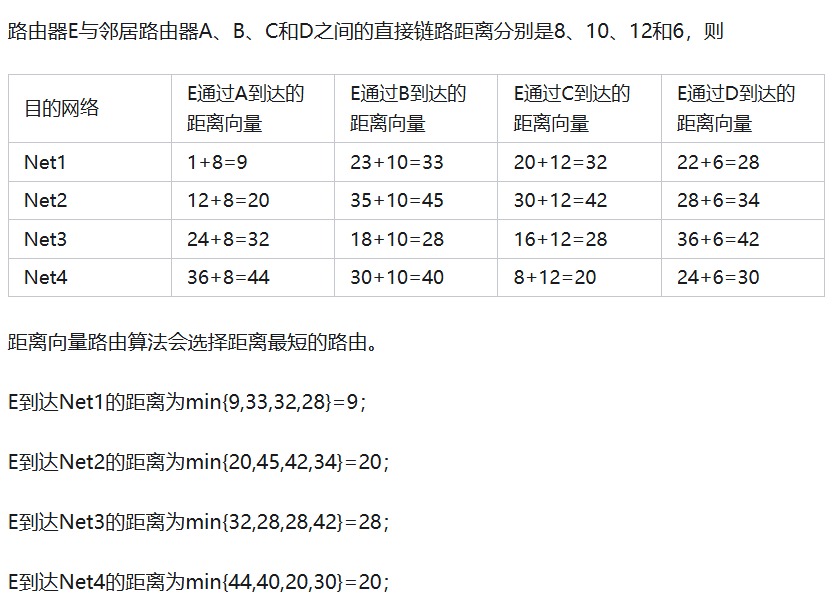 路由器E与邻居路由器A、B、C和D之间的直接链路距离分别是8、10、12和6，则
目的网络 E通过A到达的距离向量 E通过B到达的距离向量 E通过C到达的距离向量 E通过D到达的距离向量
Net1 1+8=9 23+10=33 20+12=32 22+6=28
Net2 12+8=20 35+10=45 30+12=42 28+6=34
Net3 24+8=32 18+10=28 16+12=28 36+6=42
Net4 36+8=44 30+10=40 8+12=20 24+6=30
距离向量路由算法会选择距离最短的路由。
E到达Net1的距离为min{9,33,32,28}=9；
E到达Net2的距离为min{20,45,42,34}=20；
E到达Net3的距离为min{32,28,28,42}=28；
E到达Net4的距离为min{44,40,20,30}=20；